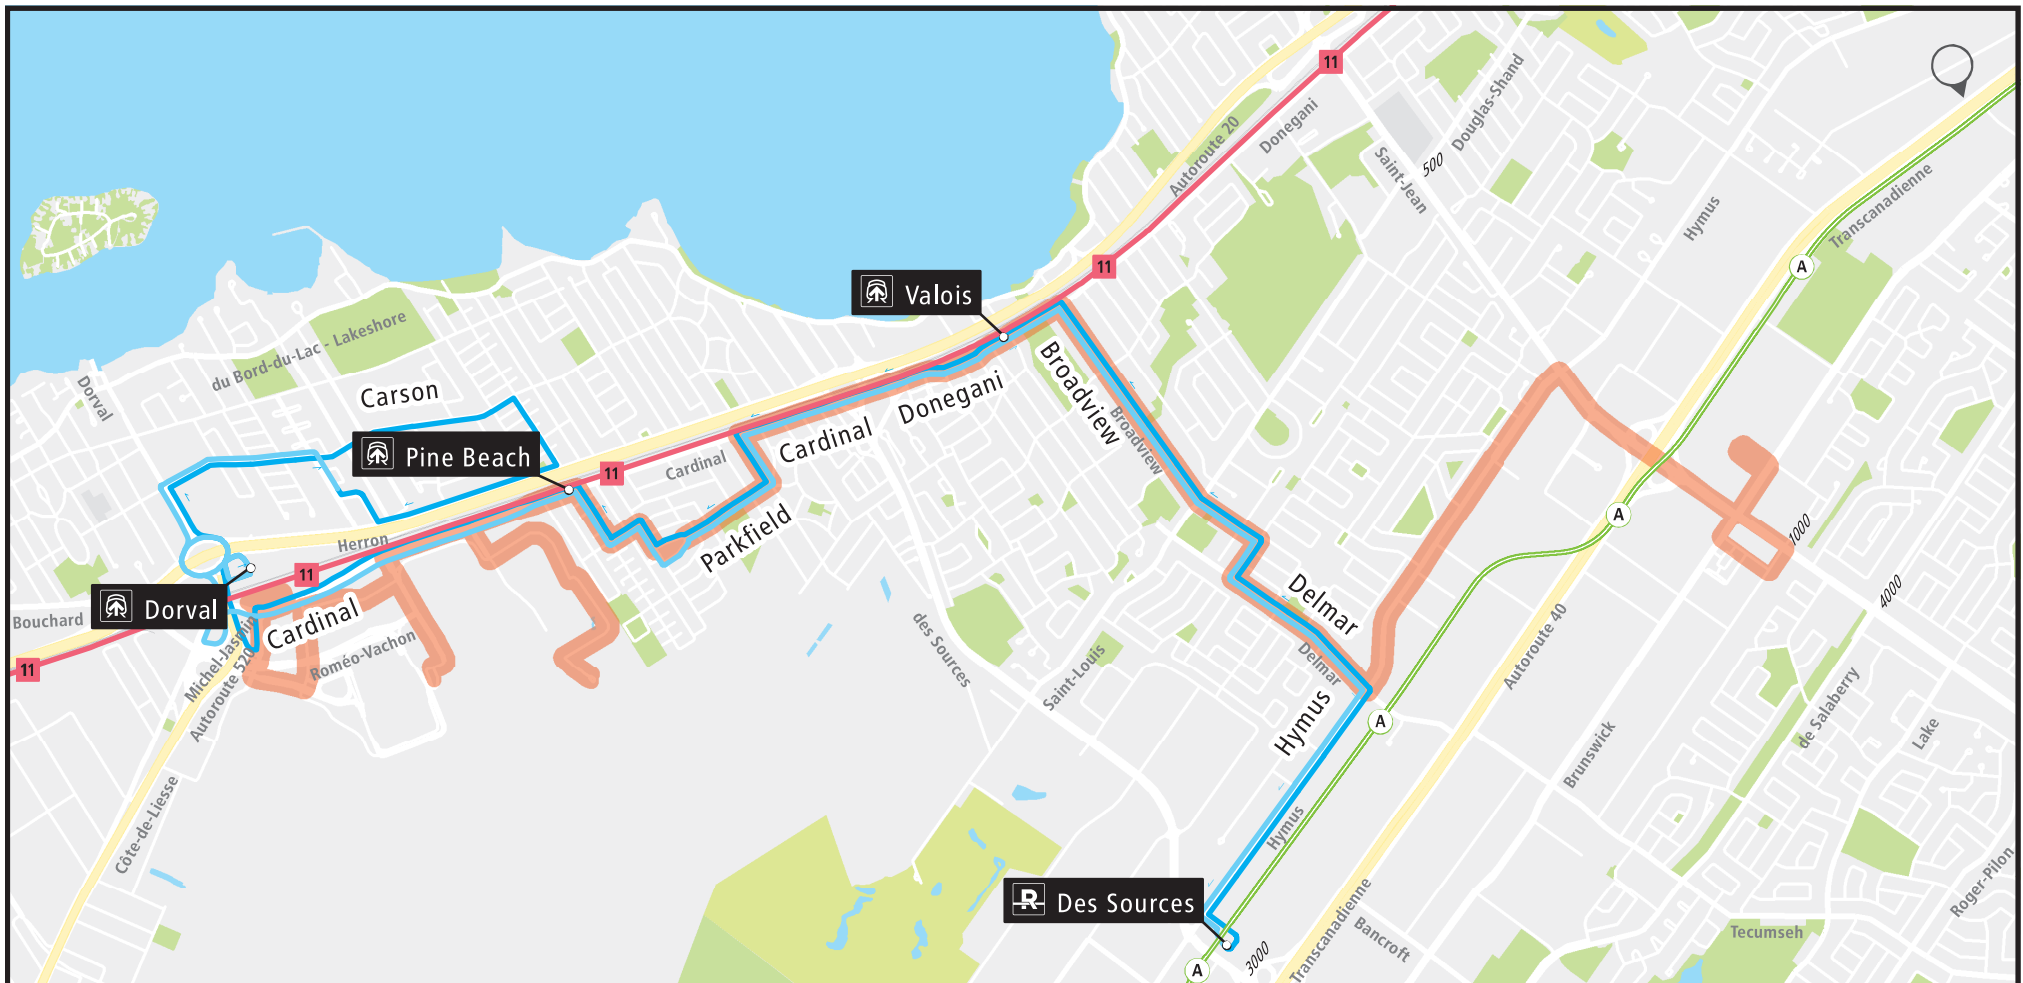 11
Autoroute 20
Donegani
Douglas-Shand
Saint-Jean
500
Hymus
Transcanadienne
A
11
Valois
du Bord-du-Lac - Lakeshore
Dorval
Carson
Broadview
Broadview
Donegani
Cardinal
Cardinal
Pine Beach
11
Parkfield
A
Herron
11
Dorval
Bouchard
Cardinal
Roméo-Vachon
Michel-Jasmin
Autoroute 520
11
Côte-de-Liesse
des Sources
Saint-Louis
Delmar
Delmar
Hymus
Hymus
A
Autoroute 40
1000
4000
Brunswick
de Salaberry
Lake
Roger-Pilon
Tecumseh
Bancroft
Transcanadienne
3000
R Des Sources
A